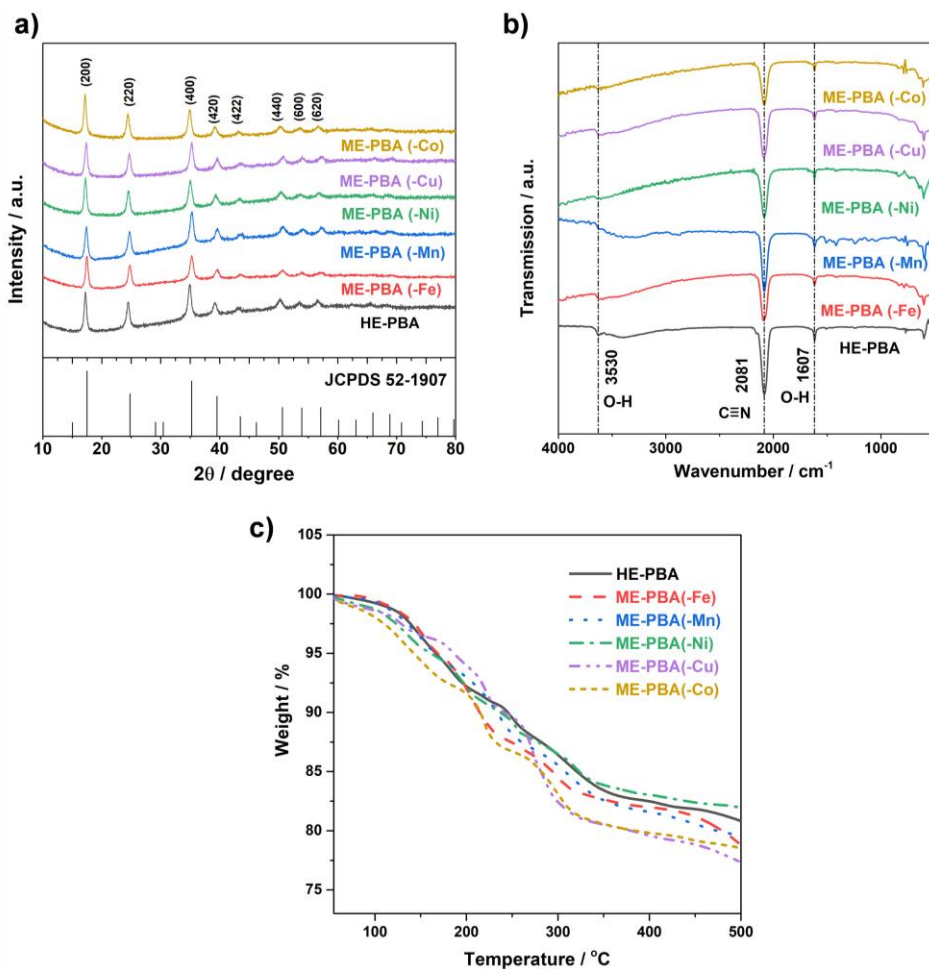 a)
Intensity / a.u.
(200)
(220)
(400)
(420)
(422)
(440)
(600)
(620)
ME-PBA (-Co)
ME-PBA (-Cu)
ME-PBA (-Ni)
ME-PBA (-Mn)
ME-PBA (-Fe)
HE-PBA
JCPDS 52-1907
10 20 30 40 50 60 70 80
2θ / degree
b)
Transmission / a.u.
ME-PBA (-Co)
ME-PBA (-Cu)
ME-PBA (-Ni)
ME-PBA (-Mn)
ME-PBA (-Fe)
HE-PBA
3530
O-H
2081
C≡N
1607
O-H
4000 3000 2000 1000
Wavenumber / cm⁻¹
c)
Weight / %
105
100
95
90
85
80
75
HE-PBA
ME-PBA(-Fe)
ME-PBA(-Mn)
ME-PBA(-Ni)
ME-PBA(-Cu)
ME-PBA(-Co)
100 200 300 400 500
Temperature / °C